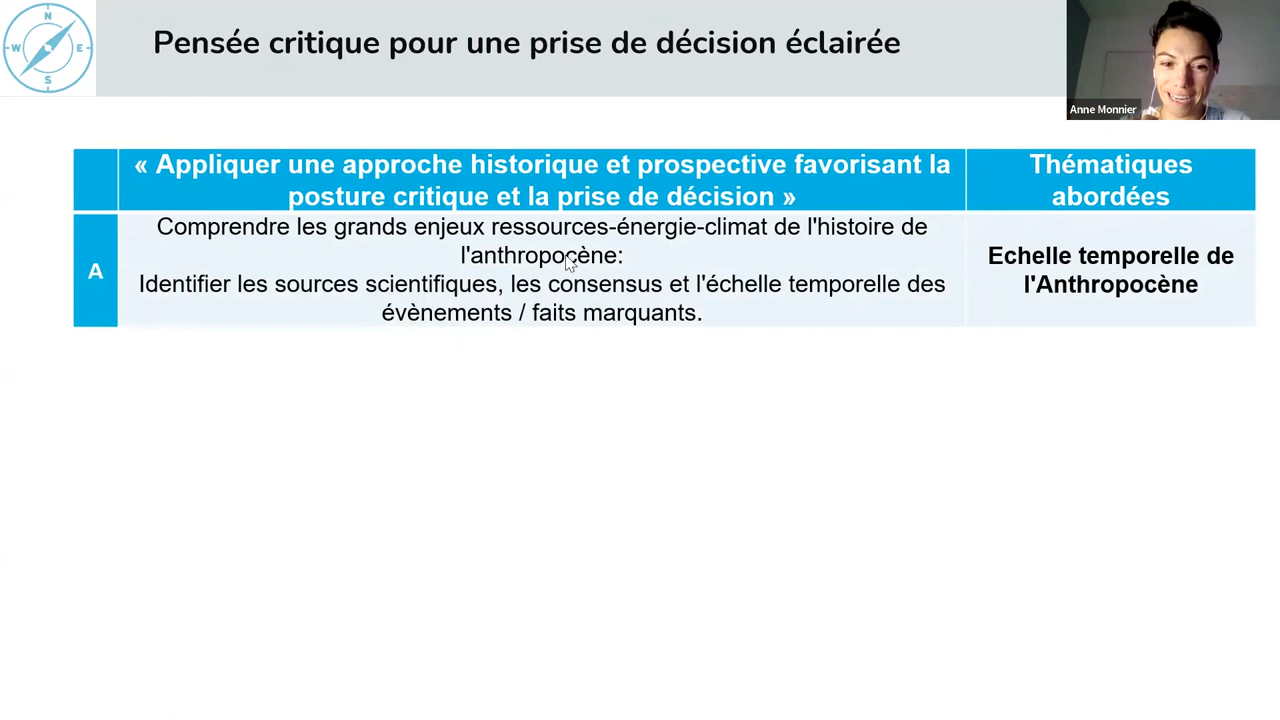 N
W
E
S
Pensée critique pour une prise de décision éclairée
Anne Monnier
« Appliquer une approche historique et prospective favorisant la
posture critique et la prise de décision »
Thématiques
abordées
A
Comprendre les grands enjeux ressources-énergie-climat de l'histoire de
l'anthropocène:
Identifier les sources scientifiques, les consensus et l'échelle temporelle des
évènements / faits marquants.
Echelle temporelle de
l'Anthropocène